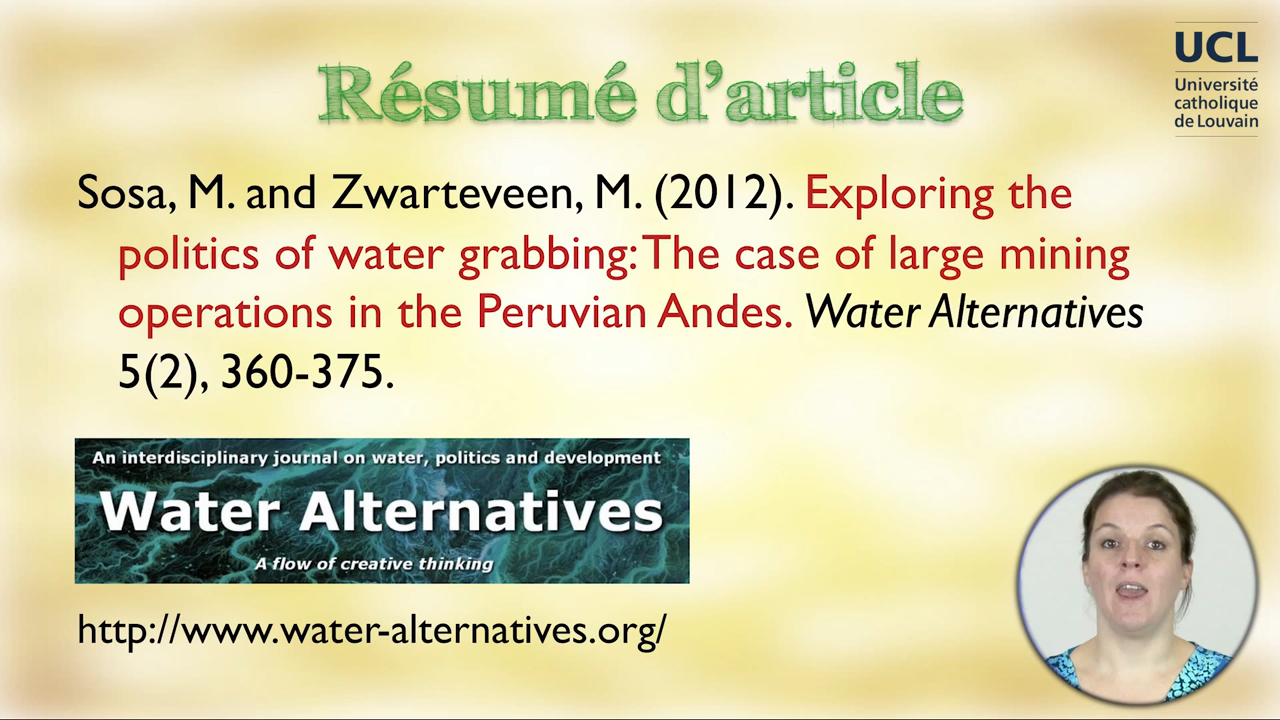 Résumé d'article
UCL
Université
catholique
de Louvain
Sosa, M. and Zwarteveen, M. (2012). Exploring the
politics of water grabbing: The case of large mining
operations in the Peruvian Andes. Water Alternatives
5(2), 360-375.
An interdisciplinary journal on water, politics and development
Water Alternatives
A flow of creative thinking
http://www.water-alternatives.org/